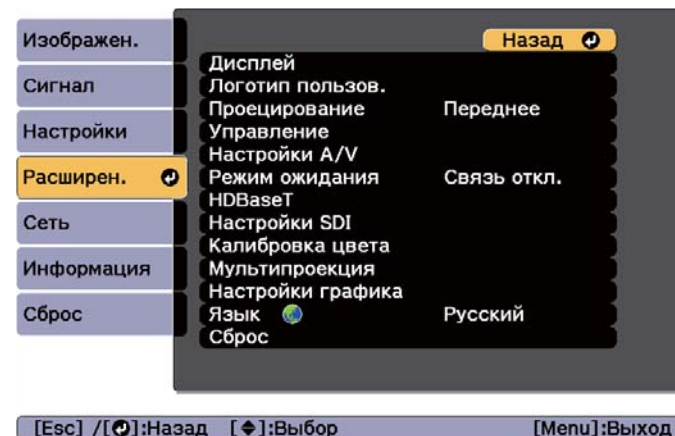 Изображен.
Сигнал
Настройки
Расширен.
Сеть
Информация
Сброс
Назад
Дисплей
Логотип пользов.
Проецирование Переднее
Управление
Настройки A/V
Режим ожидания Связь откл.
HDBaseT
Настройки SDI
Калибровка цвета
Мультипроекция
Настройки графика
Язык Русский
Сброс
[Esc] /[ ]:Назад [ ]:Выбор [Menu]:Выход